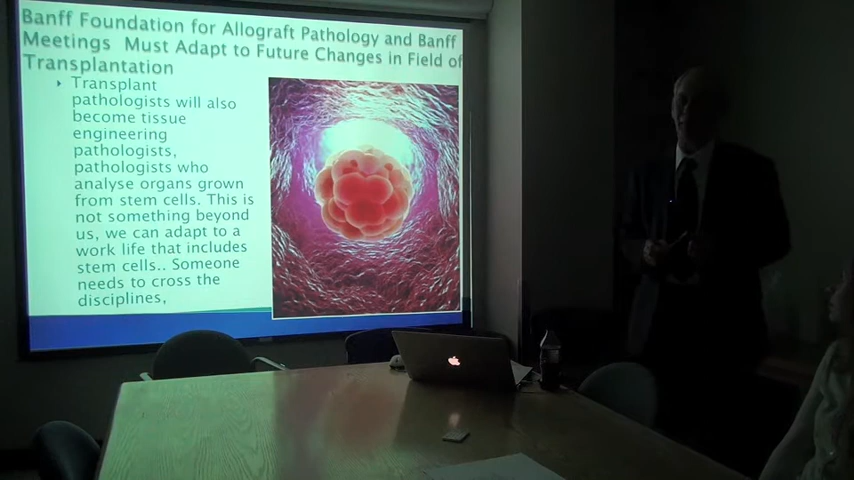 Banff Foundation for Allograft Pathology and Banff
Meetings Must Adapt to Future Changes in Field of
Transplantation
Transplant
pathologists will also
become tissue
engineering
pathologists,
pathologists who
analyse organs grown
from stem cells. This is
not something beyond
us, we can adapt to a
work life that includes
stem cells.. Someone
needs to cross the
disciplines,